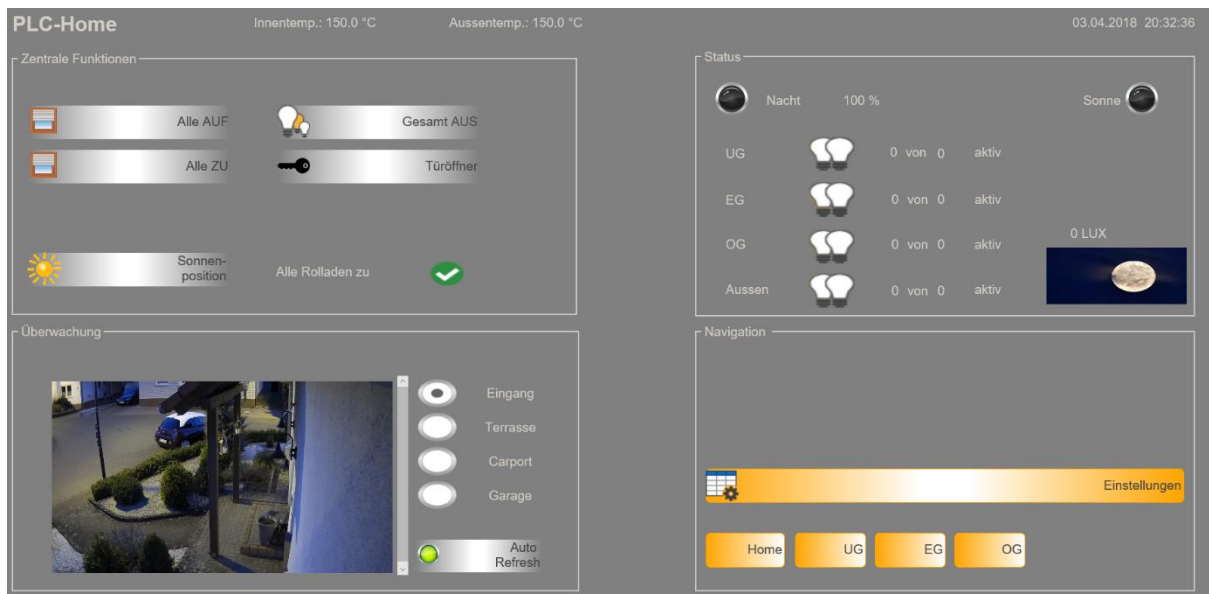 PLC-Home Innentemp.: 150.0 °C Aussentemp.: 150.0 °C 03.04.2018 20:32:36
Zentrale Funktionen
Alle AUF Gesamt AUS
Alle ZU Türöffner
Sonnen-
position
Alle Rolladen zu
Status
Nacht 100 % Sonne
UG 0 von 0 aktiv
EG 0 von 0 aktiv
OG 0 von 0 aktiv
0 LUX
Aussen 0 von 0 aktiv
Überwachung
Eingang
Terrasse
Carport
Garage
Auto
Refresh
Navigation
Einstellungen
Home UG EG OG